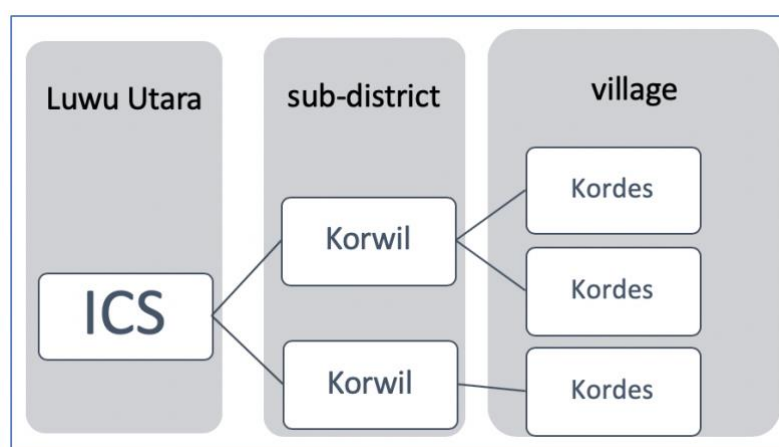 Luwu Utara
sub-district
village
ICS
Korwil
Korwil
Kordes
Kordes
Kordes